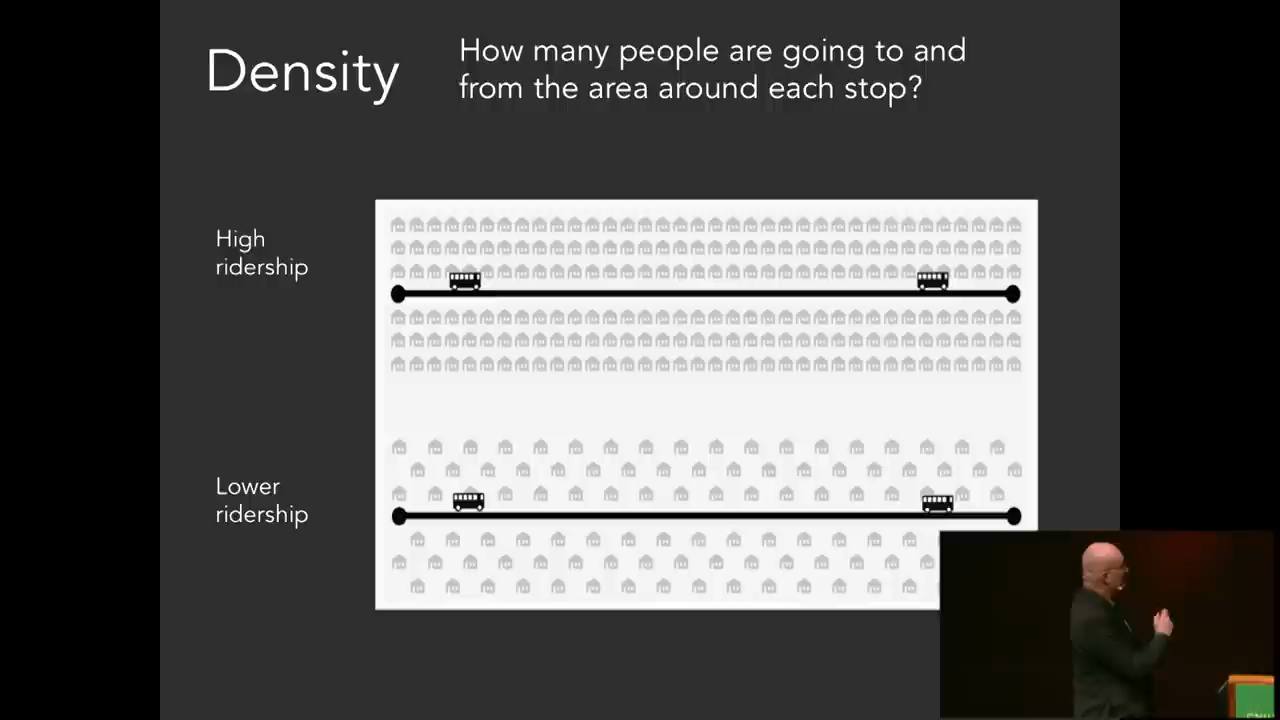 Density
How many people are going to and
from the area around each stop?
High
ridership
Lower
ridership